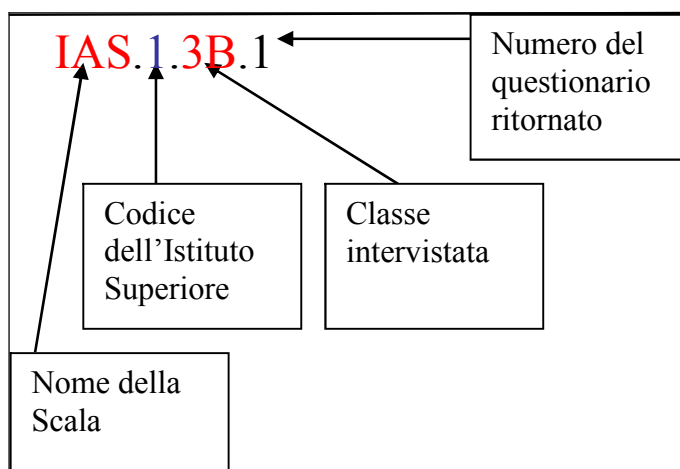 IAS.1.3B.1
Numero del
questionario
ritornato
Codice
dell’Istituto
Superiore
Classe
intervistata
Nome della
Scala